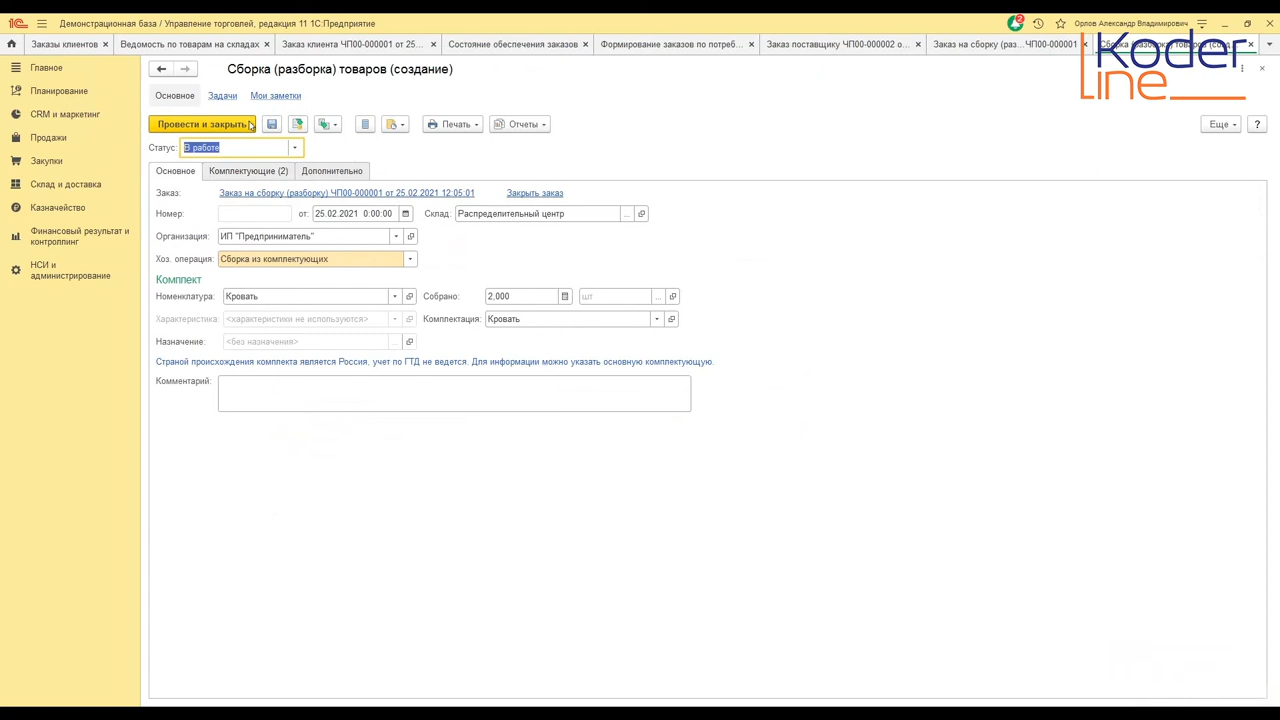 Демонстрационная база / Управление торговлей, редакция 11 1С:Предприятие
2
Орлов Александр Владимирович
Заказы клиентов
Ведомость по товарам на складах
Заказ клиента ЧП00-000001 от 25...
Состояние обеспечения заказов
Формирование заказов по потреб...
Заказ поставщику ЧП00-000002 о...
Заказ на сборку (раз...ЧП00-000001
Koder
line
Главное
Планирование
CRM и маркетинг
Продажи
Закупки
Склад и доставка
Казначейство
Финансовый результат и
контроллинг
НСИ и
администрирование
Сборка (разборка) товаров (создание)
Основное
Задачи
Мои заметки
Провести и закрыть
Печать
Отчеты
Еще
?
Статус: В работе
Основное
Комплектующие (2)
Дополнительно
Заказ: Заказ на сборку (разборку) ЧП00-000001 от 25.02.2021 12:05:01 Закрыть заказ
Номер: от: 25.02.2021 0:00:00 Склад: Распределительный центр
Организация: ИП "Предприниматель"
Хоз. операция: Сборка из комплектующих
Комплект
Номенклатура: Кровать Собрано: 2,000 шт
Характеристика: <характеристики не используются> Комплектация: Кровать
Назначение: <без назначения>
Страной происхождения комплекта является Россия, учет по ГТД не ведется. Для информации можно указать основную комплектующую.
Комментарий: